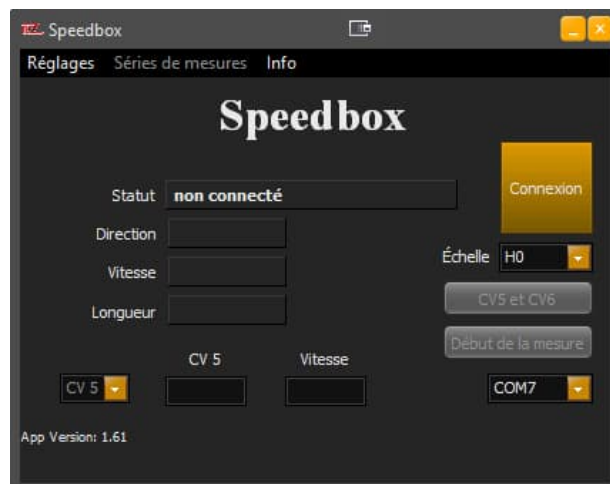 Speedbox
Réglages Séries de mesures Info
Speedbox
Connexion
Statut non connecté
Direction
Échelle H0
Vitesse
CV5 et CV6
Longueur
Début de la mesure
CV 5 Vitesse
CV 5 COM7
App Version: 1.61